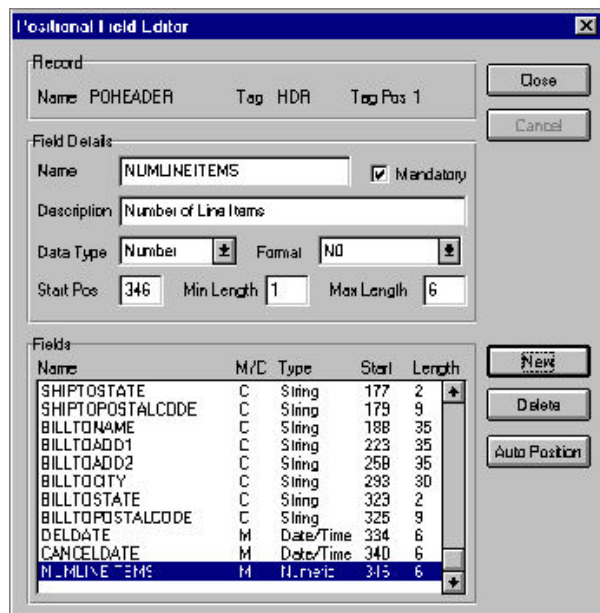 Positional Field Editor
Record
Name POHEADER Tag HDR Tag Pos 1
Close
Cancel
Field Details
Name NUMLINEITEMS Mandatory
Description Number of Line Items
Data Type Number Format N0
Start Pos 346 Min Length 1 Max Length 6
Fields
Name M/C Type Start Length
SHIPTOSTATE C String 177 2
SHIPTOPOSTALCODE C String 179 9
BILLTONAME C String 188 35
BILLTOADD1 C String 223 35
BILLTOADD2 C String 258 35
BILLTOCITY C String 293 30
BILLTOSTATE C String 323 2
BILLTOPOSTALCODE C String 325 9
DELDATE M Date/Time 334 6
CANCELDATE M Date/Time 340 6
NUMLINEITEMS M Numeric 346 6
New
Delete
Auto Position